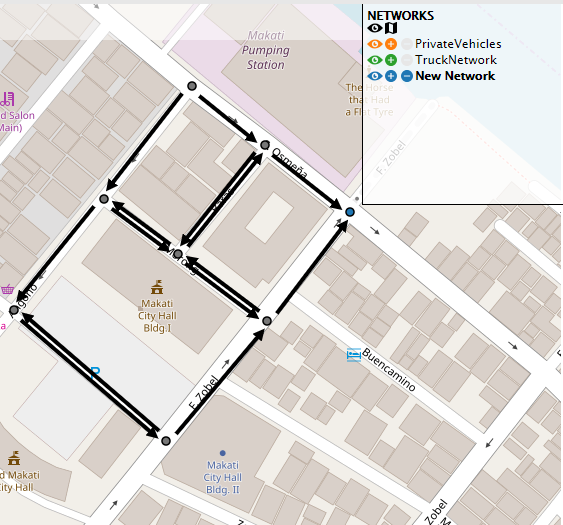 NETWORKS
PrivateVehicles
TruckNetwork
New Network
Makati
Pumping
Station
The Horse
that Had
a Flat Tyre
F. Zobel
d Salon
Main)
Osmeña
Makati
City Hall
Bldg.I
P
F. Zobel
Buencamino
Makati
City Hall
Bldg. II
d Makati
City Hall
Zobel